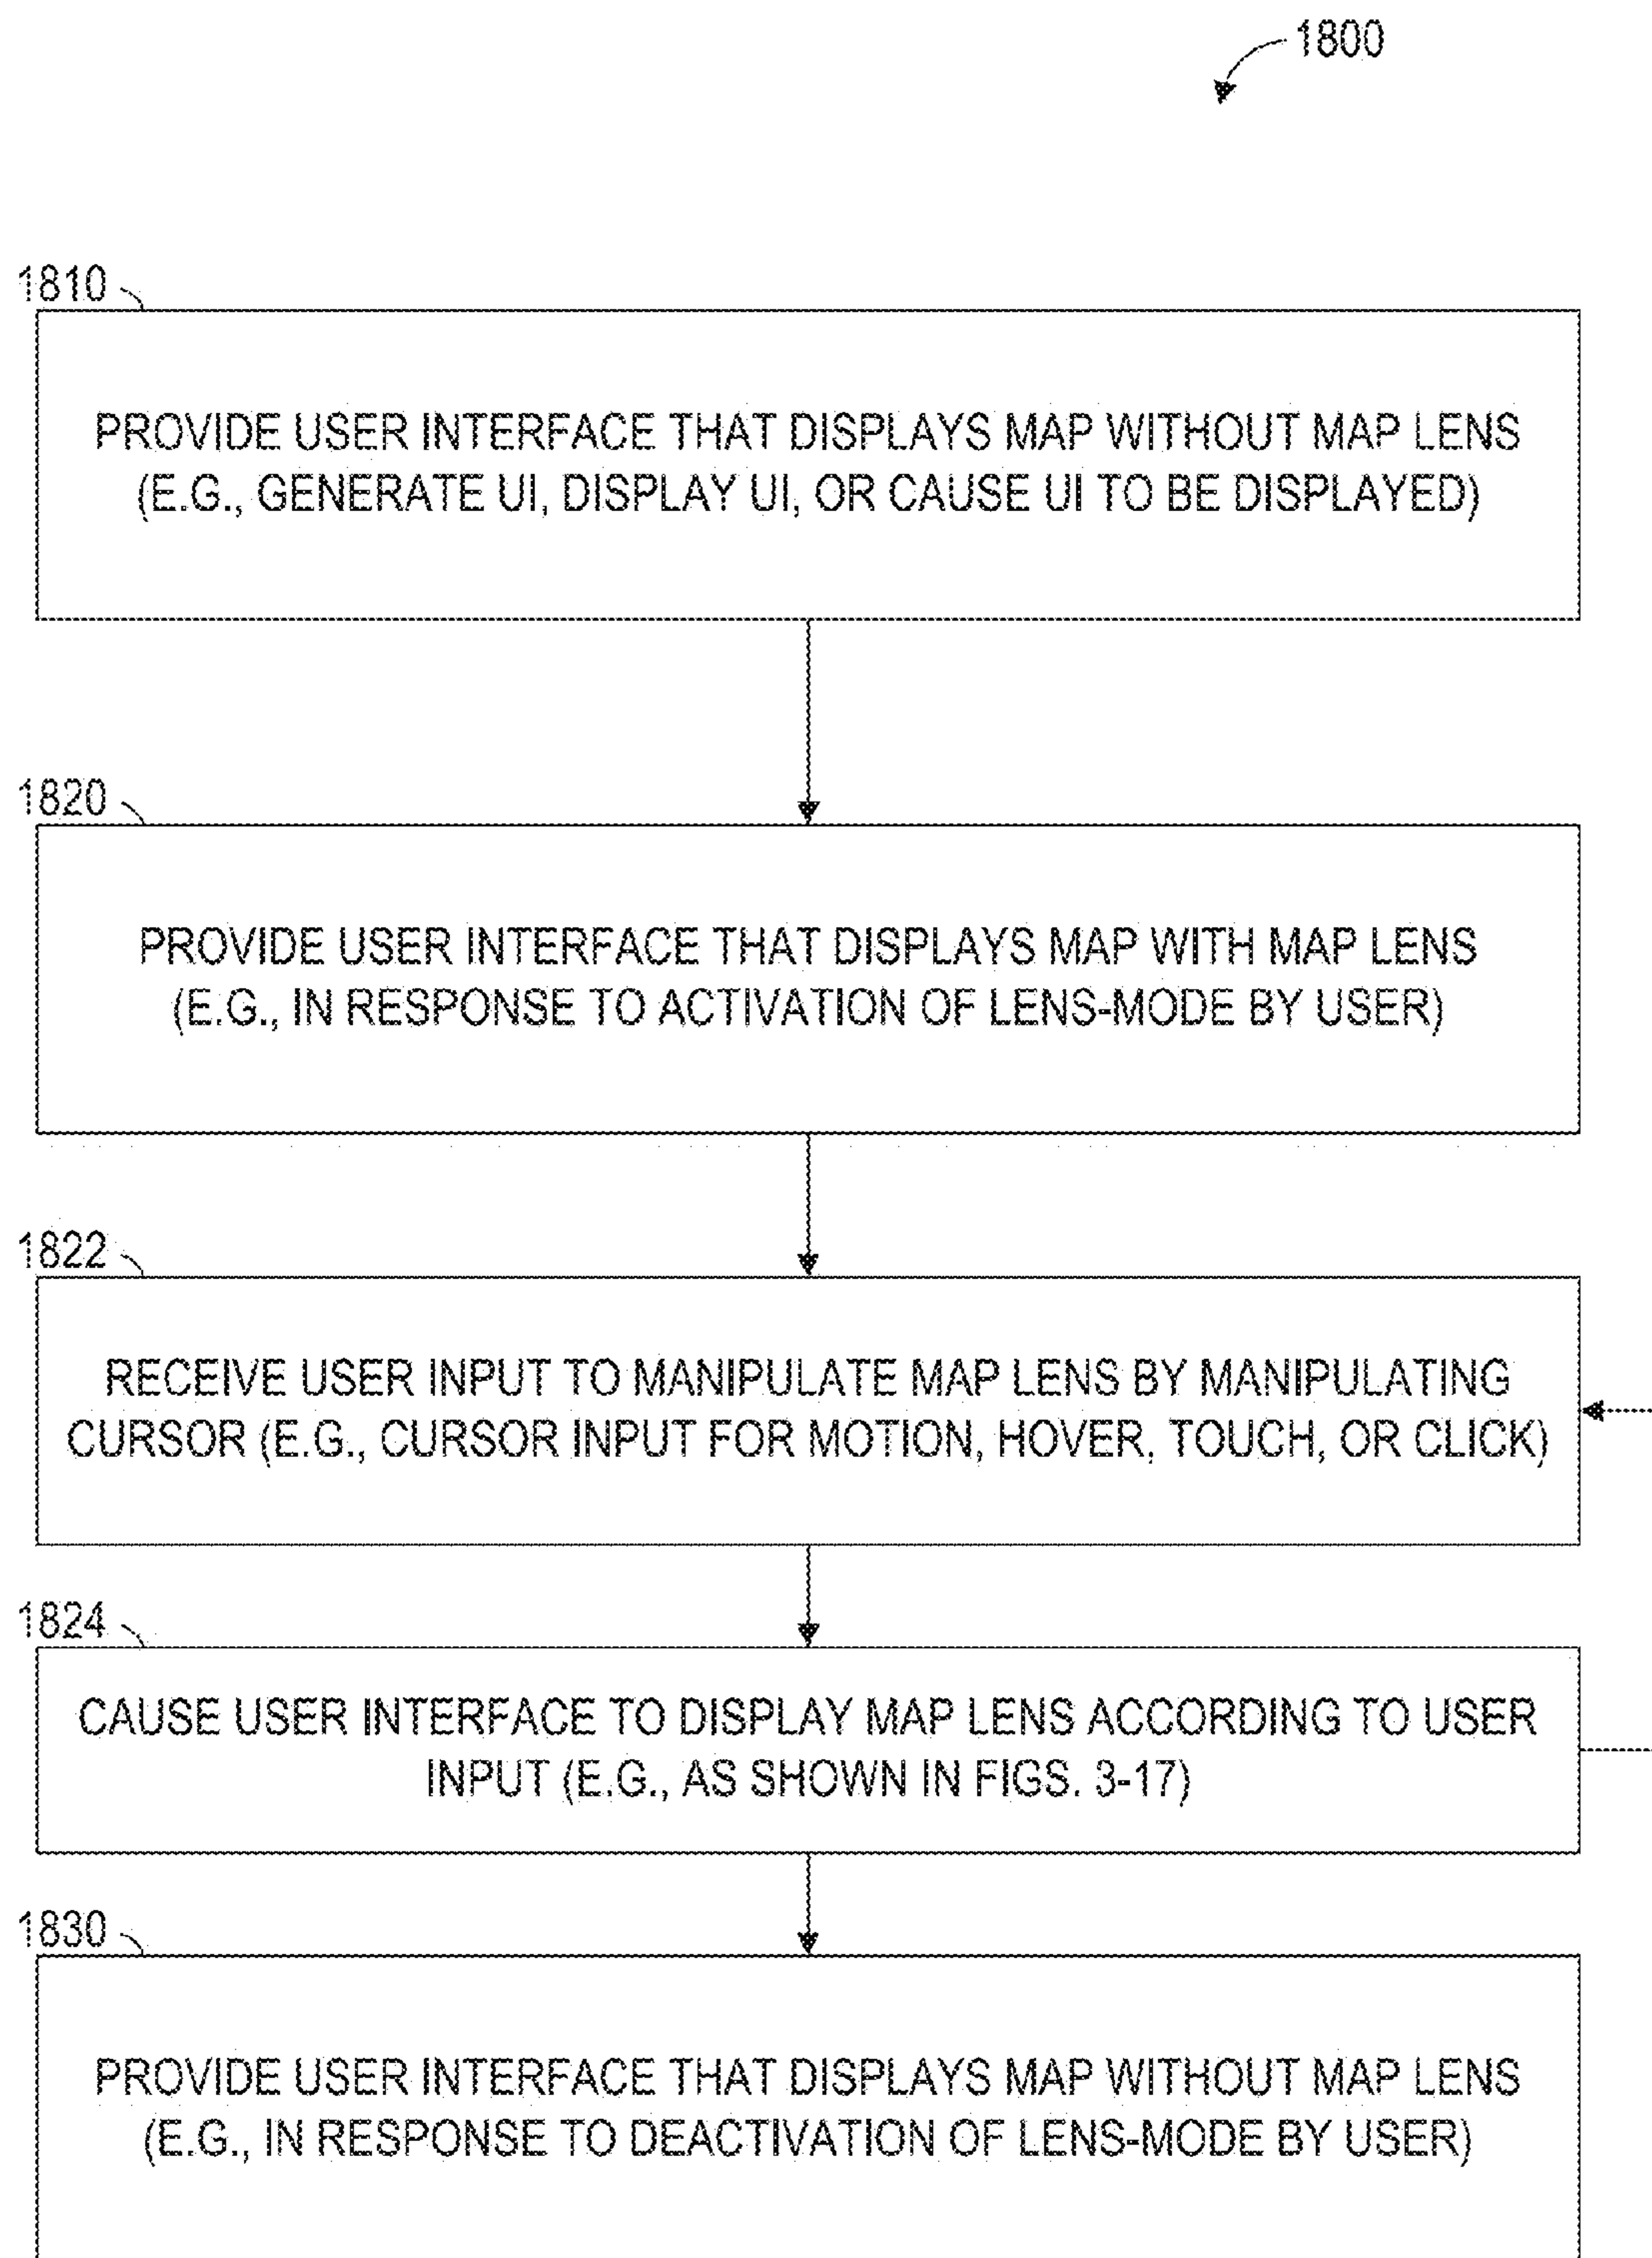 1800
1810
PROVIDE USER INTERFACE THAT DISPLAYS MAP WITHOUT MAP LENS
(E.G., GENERATE UI, DISPLAY UI, OR CAUSE UI TO BE DISPLAYED)
1820
PROVIDE USER INTERFACE THAT DISPLAYS MAP WITH MAP LENS
(E.G., IN RESPONSE TO ACTIVATION OF LENS-MODE BY USER)
1822
RECEIVE USER INPUT TO MANIPULATE MAP LENS BY MANIPULATING
CURSOR (E.G., CURSOR INPUT FOR MOTION, HOVER, TOUCH, OR CLICK)
1824
CAUSE USER INTERFACE TO DISPLAY MAP LENS ACCORDING TO USER
INPUT (E.G., AS SHOWN IN FIGS. 3-17)
1830
PROVIDE USER INTERFACE THAT DISPLAYS MAP WITHOUT MAP LENS
(E.G., IN RESPONSE TO DEACTIVATION OF LENS-MODE BY USER)